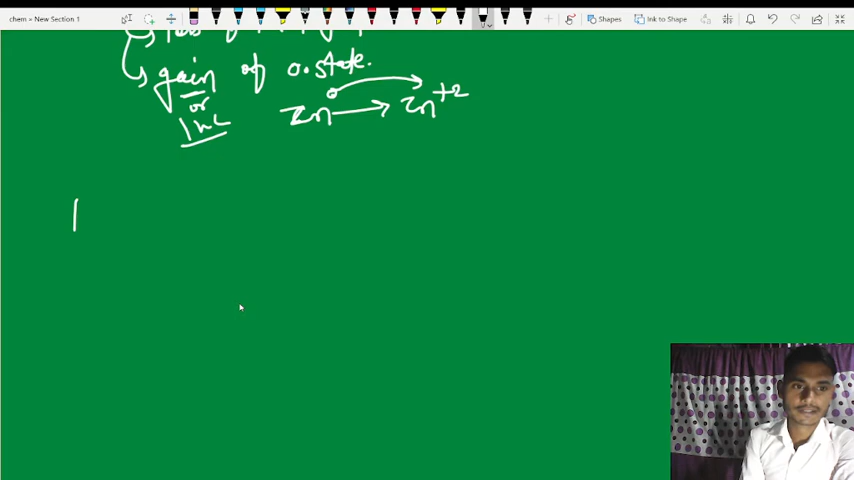 chem » New Section 1
Shapes
Ink to Shape
gain of o.state.
or
Inc
Zn → Zn+2